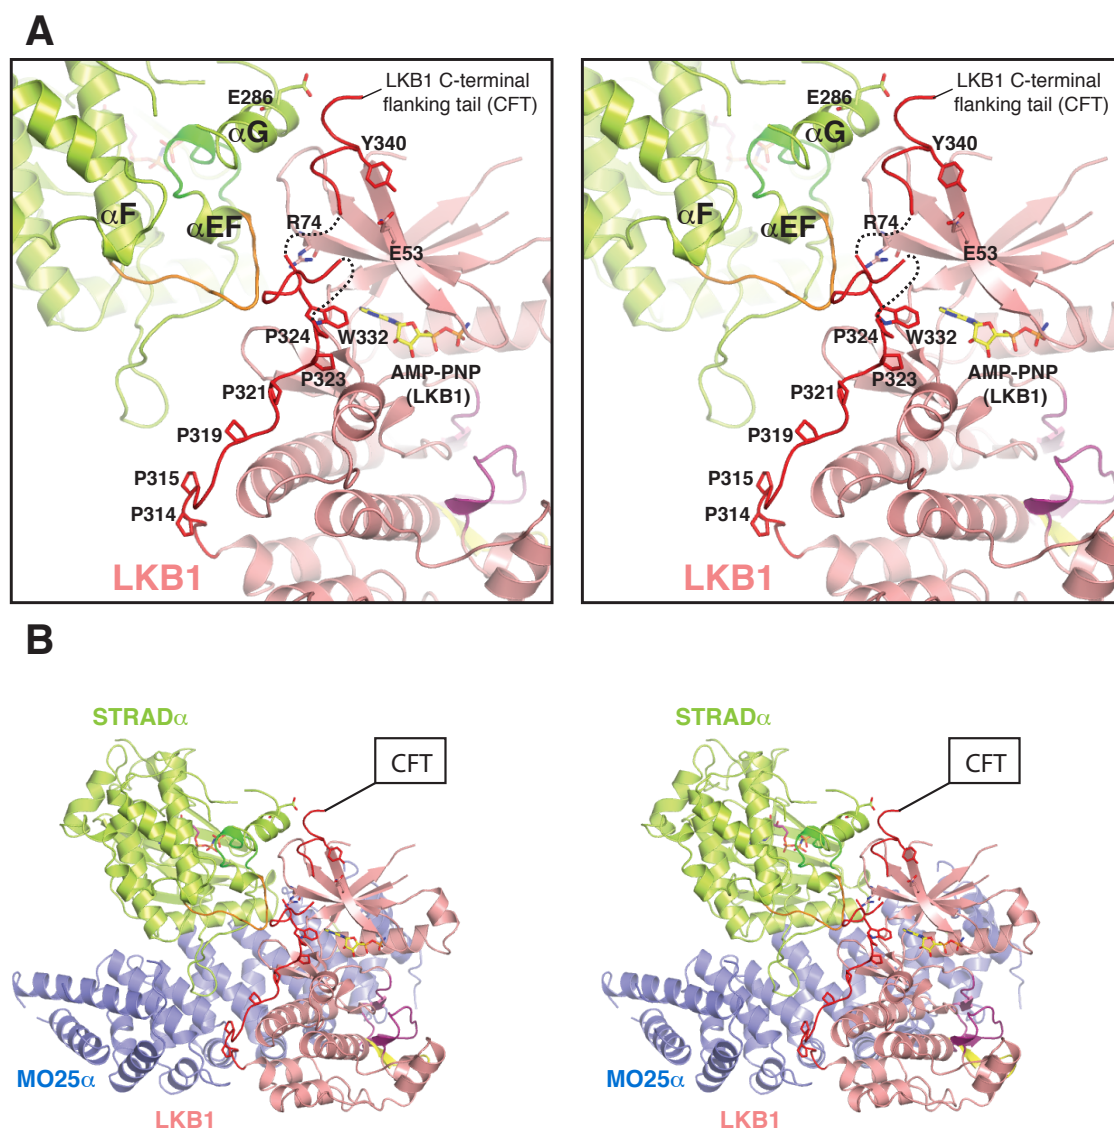 A
LKB1 C-terminal
flanking tail (CFT)
E286
αG
Y340
αF
αEF
R74
E53
P324
W332
P323
AMP-PNP
(LKB1)
P321
P319
P315
P314
LKB1
LKB1 C-terminal
flanking tail (CFT)
E286
αG
Y340
αF
αEF
R74
E53
P324
W332
P323
AMP-PNP
(LKB1)
P321
P319
P315
P314
LKB1
B
STRADα
CFT
MO25α
LKB1
STRADα
CFT
MO25α
LKB1